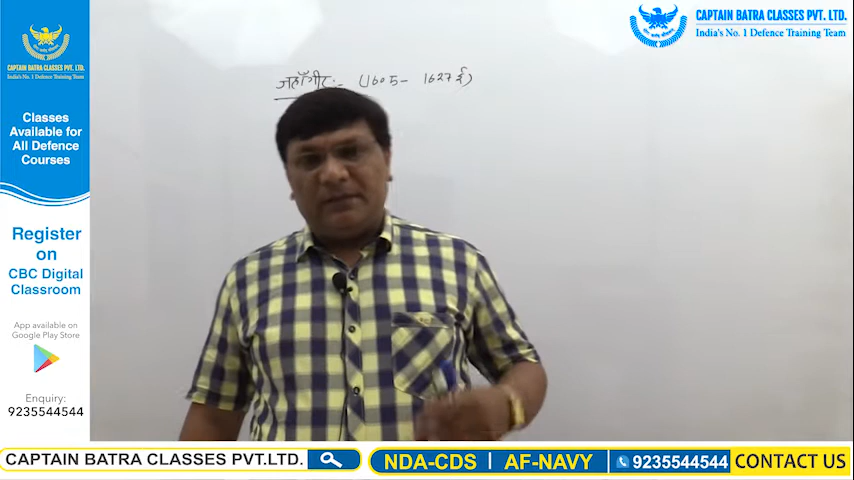 CAPTAIN BATRA CLASSES PVT. LTD.
India's No. 1 Defence Training Team
Classes
Available for
All Defence
Courses
Register
on
CBC Digital
Classroom
App available on
Google Play Store
Enquiry:
9235544544
CAPTAIN BATRA CLASSES PVT. LTD.
India's No. 1 Defence Training Team
जहाँगीर:- (1605- 1627 ई)
CAPTAIN BATRA CLASSES PVT.LTD.
NDA-CDS | AF-NAVY
9235544544
CONTACT US